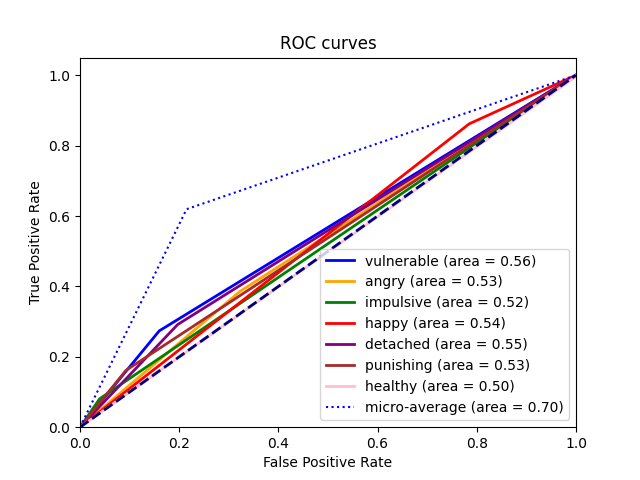 ROC curves
True Positive Rate
1.0
0.8
0.6
0.4
0.2
0.0
vulnerable (area = 0.56)
angry (area = 0.53)
impulsive (area = 0.52)
happy (area = 0.54)
detached (area = 0.55)
punishing (area = 0.53)
healthy (area = 0.50)
micro-average (area = 0.70)
0.0 0.2 0.4 0.6 0.8 1.0
False Positive Rate